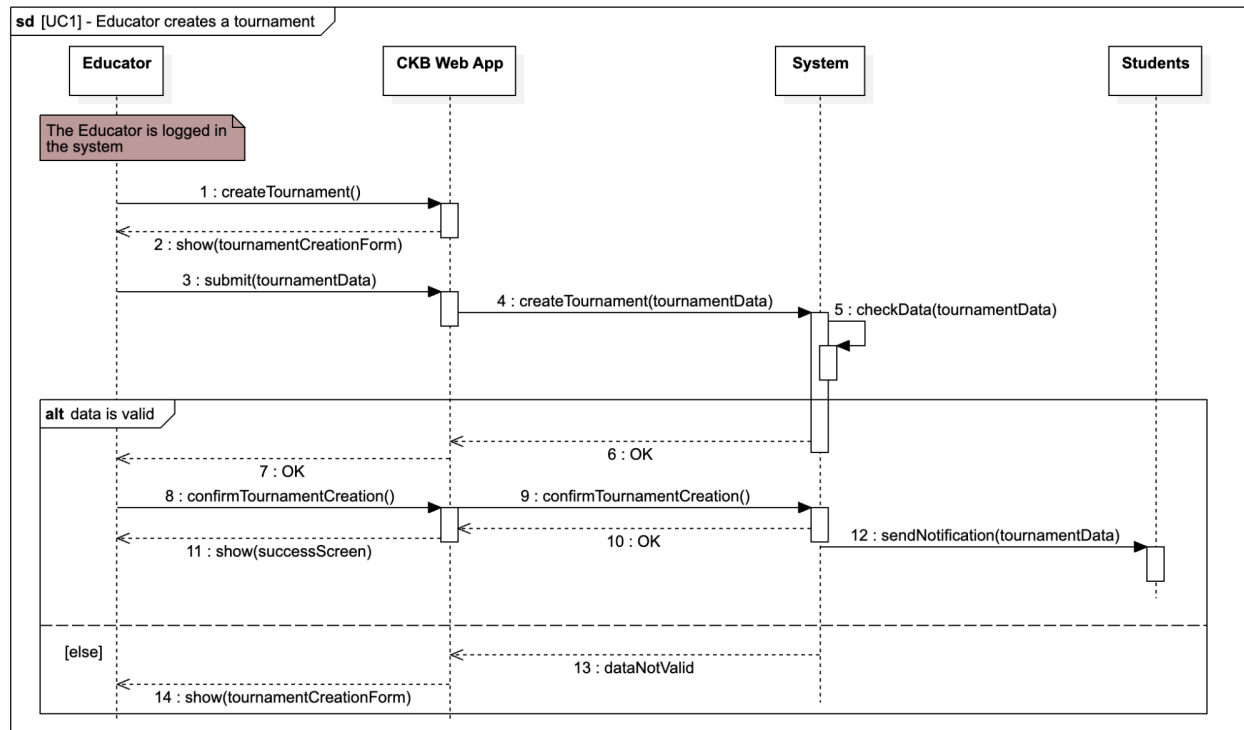 sd [UC1] - Educator creates a tournament
Educator
CKB Web App
System
Students
The Educator is logged in
the system
1 : createTournament()
2 : show(tournamentCreationForm)
3 : submit(tournamentData)
4 : createTournament(tournamentData)
5 : checkData(tournamentData)
alt data is valid
6 : OK
7 : OK
8 : confirmTournamentCreation()
9 : confirmTournamentCreation()
10 : OK
11 : show(successScreen)
12 : sendNotification(tournamentData)
[else]
13 : dataNotValid
14 : show(tournamentCreationForm)